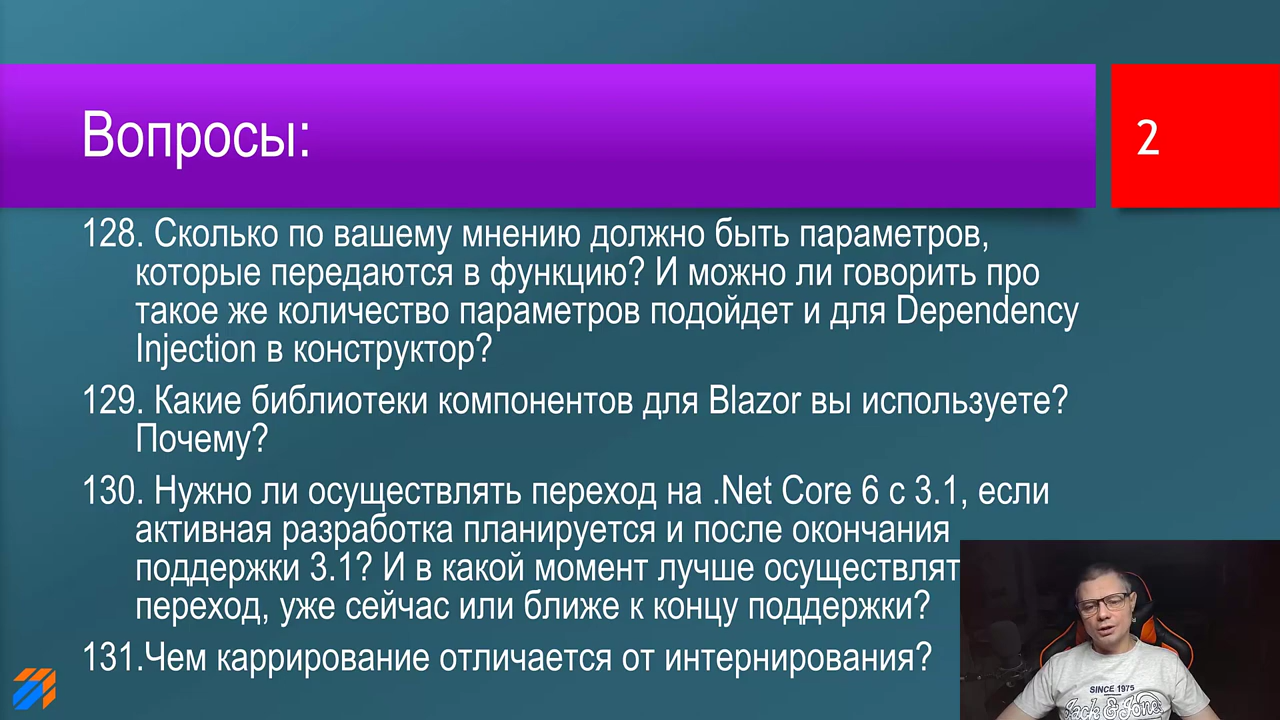 Вопросы:
2
128. Сколько по вашему мнению должно быть параметров,
которые передаются в функцию? И можно ли говорить про
такое же количество параметров подойдет и для Dependency
Injection в конструктор?
129. Какие библиотеки компонентов для Blazor вы используете?
Почему?
130. Нужно ли осуществлять переход на .Net Core 6 с 3.1, если
активная разработка планируется и после окончания
поддержки 3.1? И в какой момент лучше осуществлят
переход, уже сейчас или ближе к концу поддержки?
131.Чем каррирование отличается от интернирования?
SINCE 1975
Jack & Jones